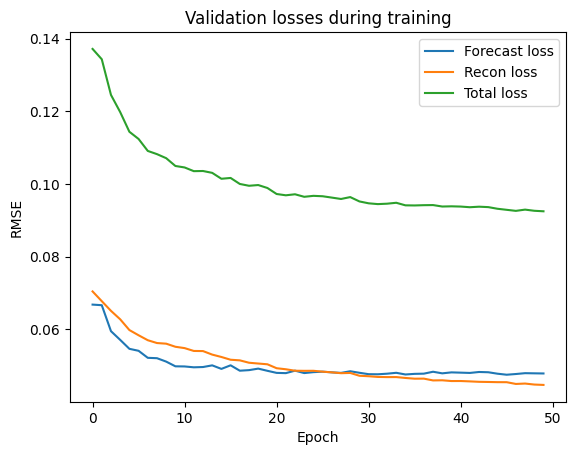 Validation losses during training
Forecast loss
Recon loss
Total loss
RMSE
0.14
0.12
0.10
0.08
0.06
0
10
20
30
40
50
Epoch